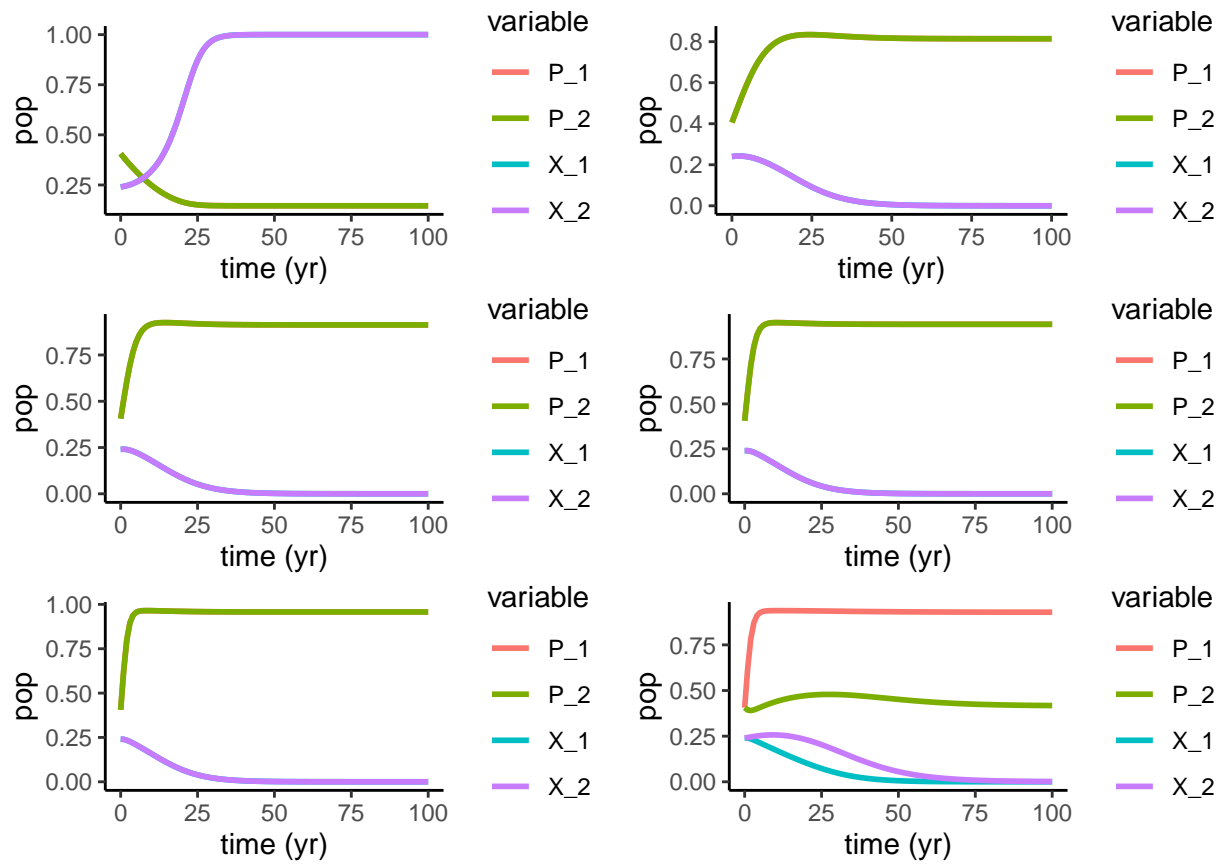 pop
1.00
0.75
0.50
0.25
0 25 50 75 100
time (yr)
variable
P_1
P_2
X_1
X_2
pop
0.8
0.6
0.4
0.2
0.0
0 25 50 75 100
time (yr)
variable
P_1
P_2
X_1
X_2
pop
0.75
0.50
0.25
0.00
0 25 50 75 100
time (yr)
variable
P_1
P_2
X_1
X_2
pop
0.75
0.50
0.25
0.00
0 25 50 75 100
time (yr)
variable
P_1
P_2
X_1
X_2
pop
1.00
0.75
0.50
0.25
0.00
0 25 50 75 100
time (yr)
variable
P_1
P_2
X_1
X_2
pop
0.75
0.50
0.25
0.00
0 25 50 75 100
time (yr)
variable
P_1
P_2
X_1
X_2